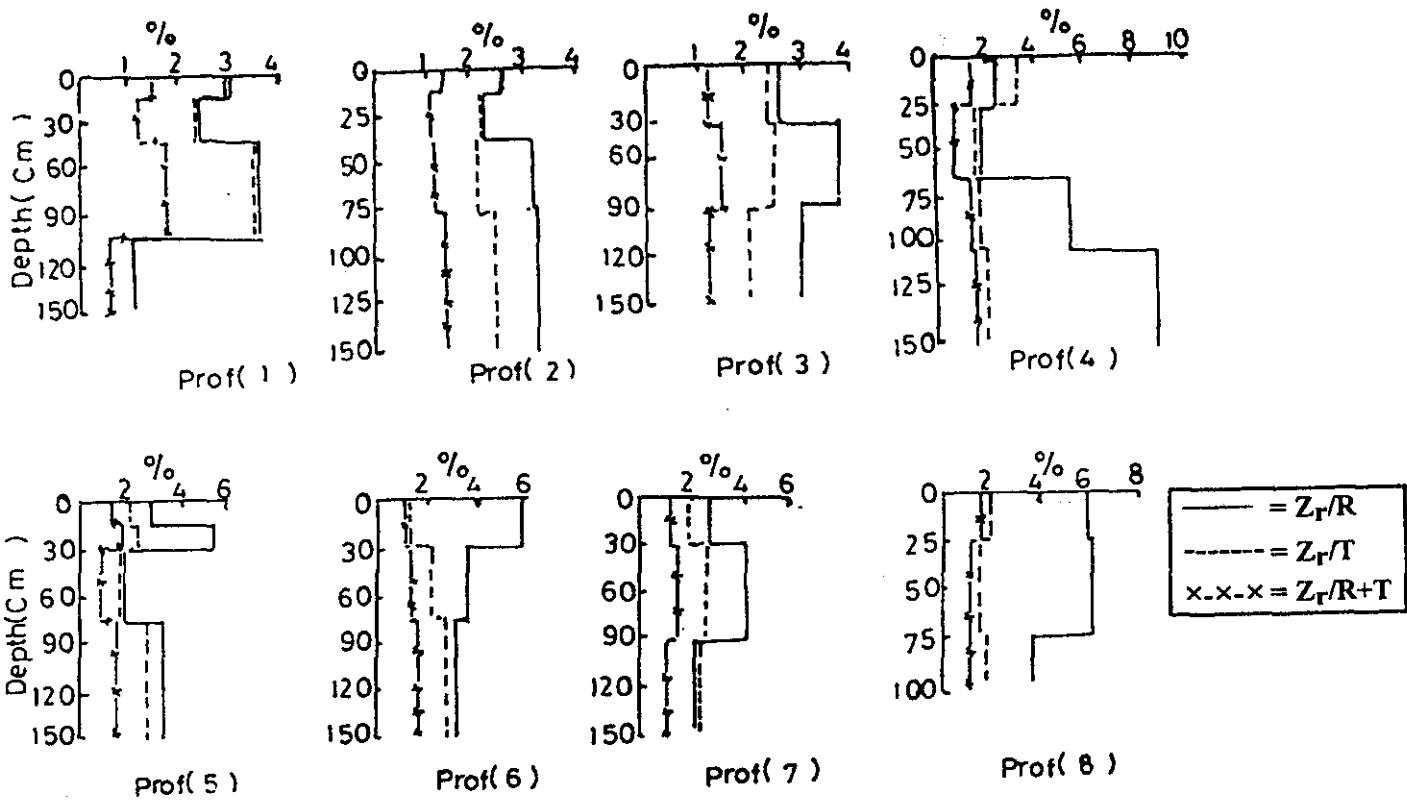 %
1 2 3 4
0
30
60
90
120
150
Depth(Cm)
Prof(1)
%
1 2 3 4
0
25
50
75
100
125
150
Prof(2)
%
1 2 3 4
0
30
60
90
120
150
Prof(3)
%
2 4 6 8 10
0
25
50
75
100
125
150
Prof(4)
%
2 4 6
0
30
60
90
120
150
Depth(Cm)
Prof(5)
%
2 4 6
0
30
60
90
120
150
Prof(6)
%
2 4 6
0
30
60
90
120
150
Prof(7)
%
2 4 6 8
0
25
50
75
100
Prof(8)
= Zr/R
= Zr/T
x-x-x = Zr/R+T